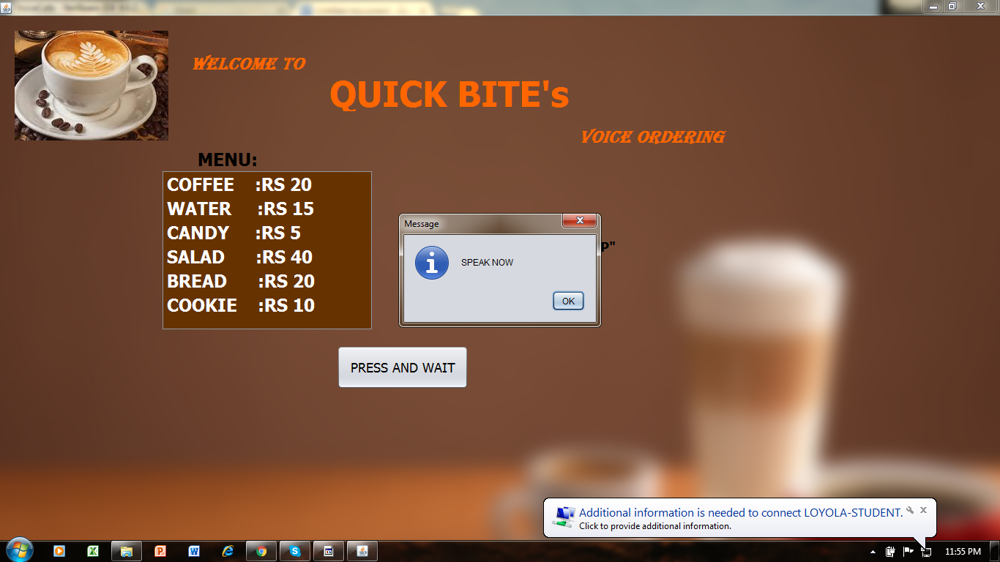 WELCOME TO
QUICK BITE's
VOICE ORDERING
MENU:
COFFEE :RS 20
WATER :RS 15
CANDY :RS 5
SALAD :RS 40
BREAD :RS 20
COOKIE :RS 10
Message
SPEAK NOW
P"
OK
PRESS AND WAIT
Additional information is needed to connect LOYOLA-STUDENT.
Click to provide additional information.
11:55 PM